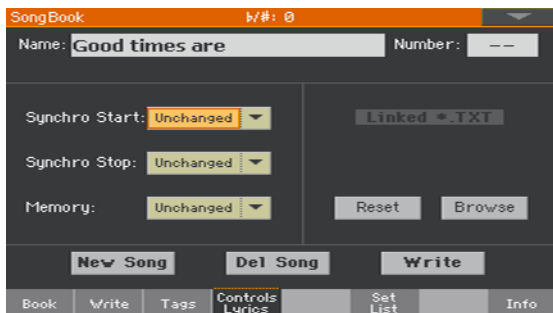 SongBook ♭/#: 0
Name: Good times are Number: --
Synchro Start: Unchanged Linked *.TXT
Synchro Stop: Unchanged
Memory: Unchanged Reset Browse
New Song Del Song Write
Book Write Tags Controls Lyrics Set List Info